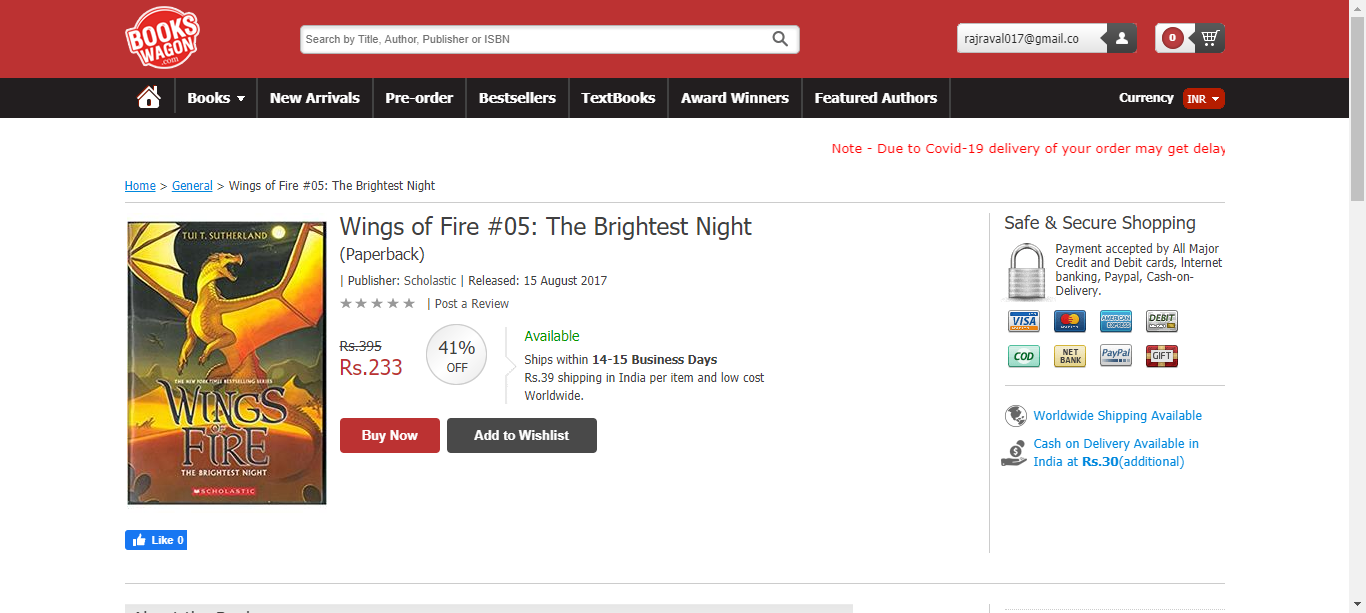 BOOKS
WAGON
.com
Search by Title, Author, Publisher or ISBN
rajraval017@gmail.co
0
Books
New Arrivals
Pre-order
Bestsellers
TextBooks
Award Winners
Featured Authors
Currency
INR
Note - Due to Covid-19 delivery of your order may get delay
Home > General > Wings of Fire #05: The Brightest Night
TUI T. SUTHERLAND
THE NEW YORK TIMES BESTSELLING SERIES
WINGS
OF
FIRE
THE BRIGHTEST NIGHT
SCHOLASTIC
Wings of Fire #05: The Brightest Night
(Paperback)
| Publisher: Scholastic | Released: 15 August 2017
| Post a Review
Rs.395
Rs.233
41%
OFF
Available
Ships within 14-15 Business Days
Rs.39 shipping in India per item and low cost
Worldwide.
Buy Now
Add to Wishlist
Like 0
Safe & Secure Shopping
Payment accepted by All Major
Credit and Debit cards, Internet
banking, Paypal, Cash-on-
Delivery.
VISA
AMERICAN
EXPRESS
DEBIT
COD
NET
BANK
PayPal
GIFT
Worldwide Shipping Available
Cash on Delivery Available in
India at Rs.30(additional)